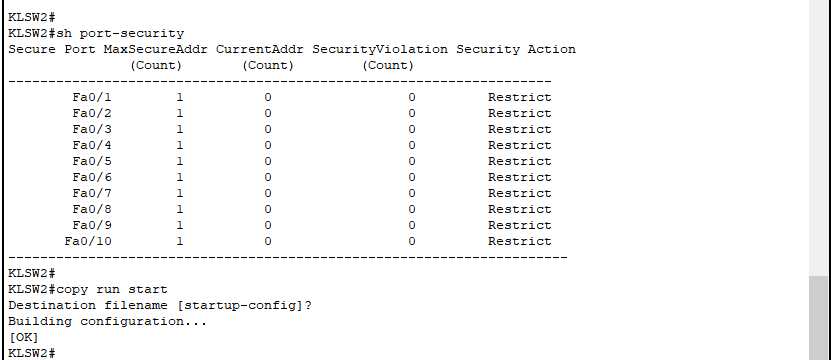 KLSW2#
KLSW2#sh port-security
Secure Port MaxSecureAddr CurrentAddr SecurityViolation Security Action
(Count) (Count) (Count)
--------------------------------------------------------------------
Fa0/1 1 0 0 Restrict
Fa0/2 1 0 0 Restrict
Fa0/3 1 0 0 Restrict
Fa0/4 1 0 0 Restrict
Fa0/5 1 0 0 Restrict
Fa0/6 1 0 0 Restrict
Fa0/7 1 0 0 Restrict
Fa0/8 1 0 0 Restrict
Fa0/9 1 0 0 Restrict
Fa0/10 1 0 0 Restrict
----------------------------------------------------------------------
KLSW2#
KLSW2#copy run start
Destination filename [startup-config]?
Building configuration...
[OK]
KLSW2#